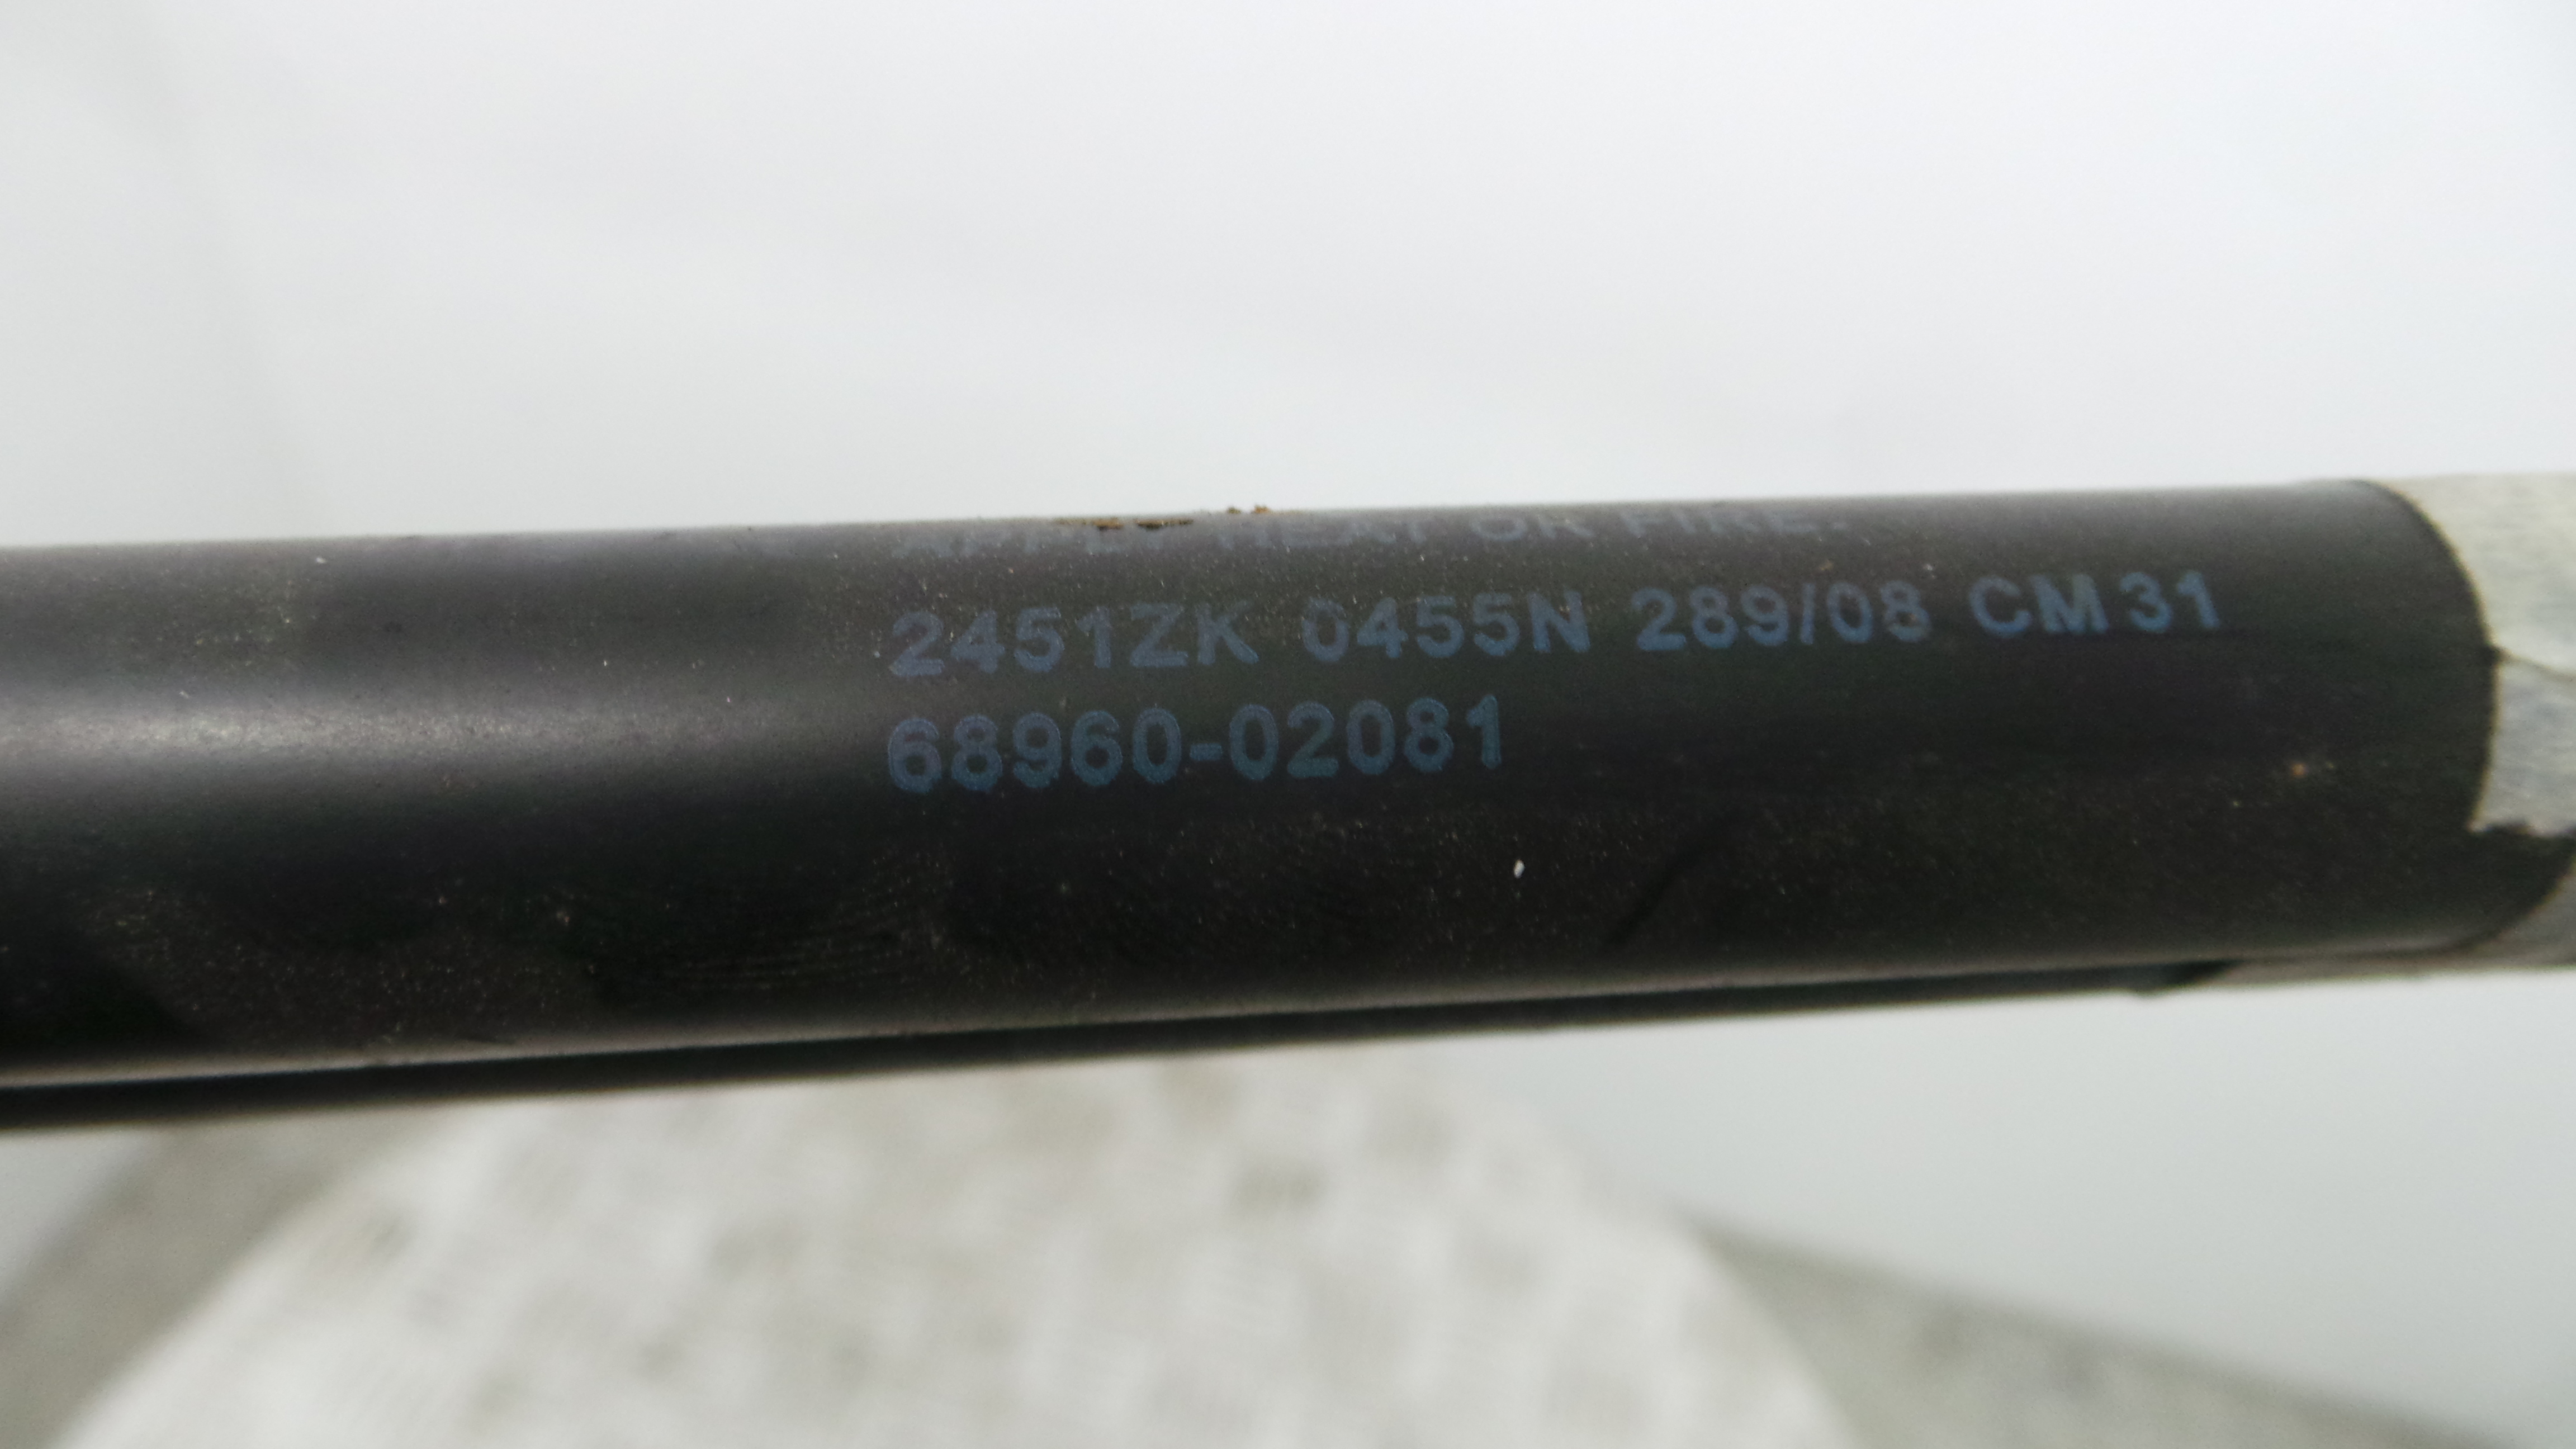 APPLY HEAT OR FIRE.
2451ZK 0455N 289/08 CM31
68960-02081